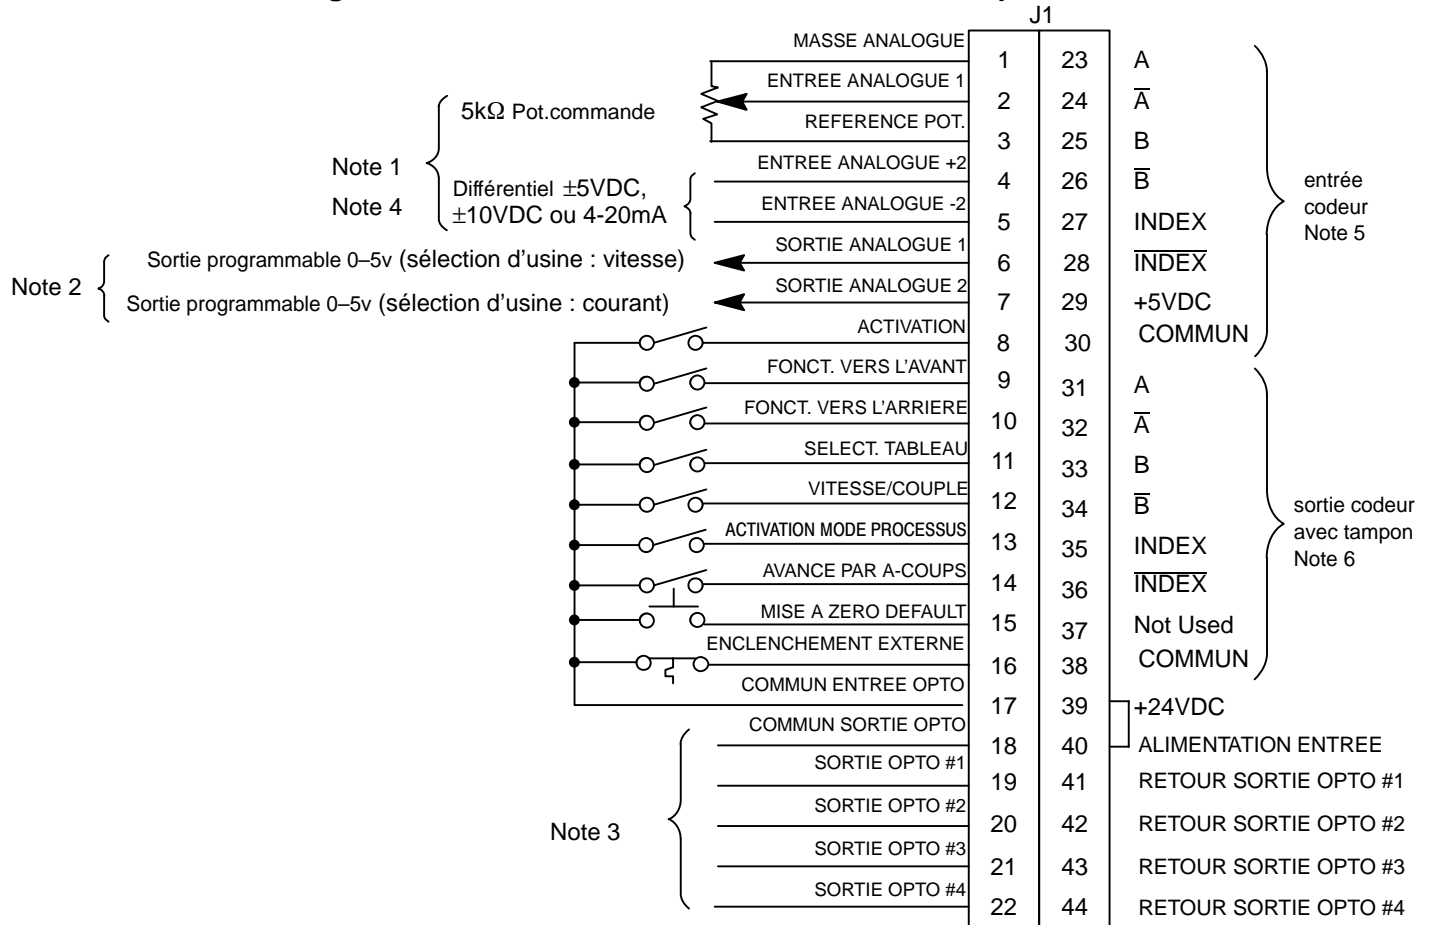 J1
MASSE ANALOGUE 1 23 A
ENTREE ANALOGUE 1 2 24 A̅
5kΩ Pot.commande
REFERENCE POT. 3 25 B
Note 1
ENTREE ANALOGUE +2 4 26 B̅
Différentiel ±5VDC,
±10VDC ou 4-20mA
Note 4
ENTREE ANALOGUE -2 5 27 INDEX
entrée
codeur
Note 5
SORTIE ANALOGUE 1 6 28 I̅N̅D̅E̅X̅
Sortie programmable 0–5v (sélection d’usine : vitesse)
Note 2
SORTIE ANALOGUE 2 7 29 +5VDC
Sortie programmable 0–5v (sélection d’usine : courant)
ACTIVATION 8 30 COMMUN
FONCT. VERS L’AVANT 9 31 A
FONCT. VERS L’ARRIERE 10 32 A̅
SELECT. TABLEAU 11 33 B
VITESSE/COUPLE 12 34 B̅
sortie codeur
avec tampon
Note 6
ACTIVATION MODE PROCESSUS 13 35 INDEX
AVANCE PAR A-COUPS 14 36 I̅N̅D̅E̅X̅
MISE A ZERO DEFAULT 15 37 Not Used
ENCLENCHEMENT EXTERNE 16 38 COMMUN
COMMUN ENTREE OPTO 17 39 +24VDC
COMMUN SORTIE OPTO 18 40 ALIMENTATION ENTREE
SORTIE OPTO #1 19 41 RETOUR SORTIE OPTO #1
SORTIE OPTO #2 20 42 RETOUR SORTIE OPTO #2
Note 3
SORTIE OPTO #3 21 43 RETOUR SORTIE OPTO #3
SORTIE OPTO #4 22 44 RETOUR SORTIE OPTO #4